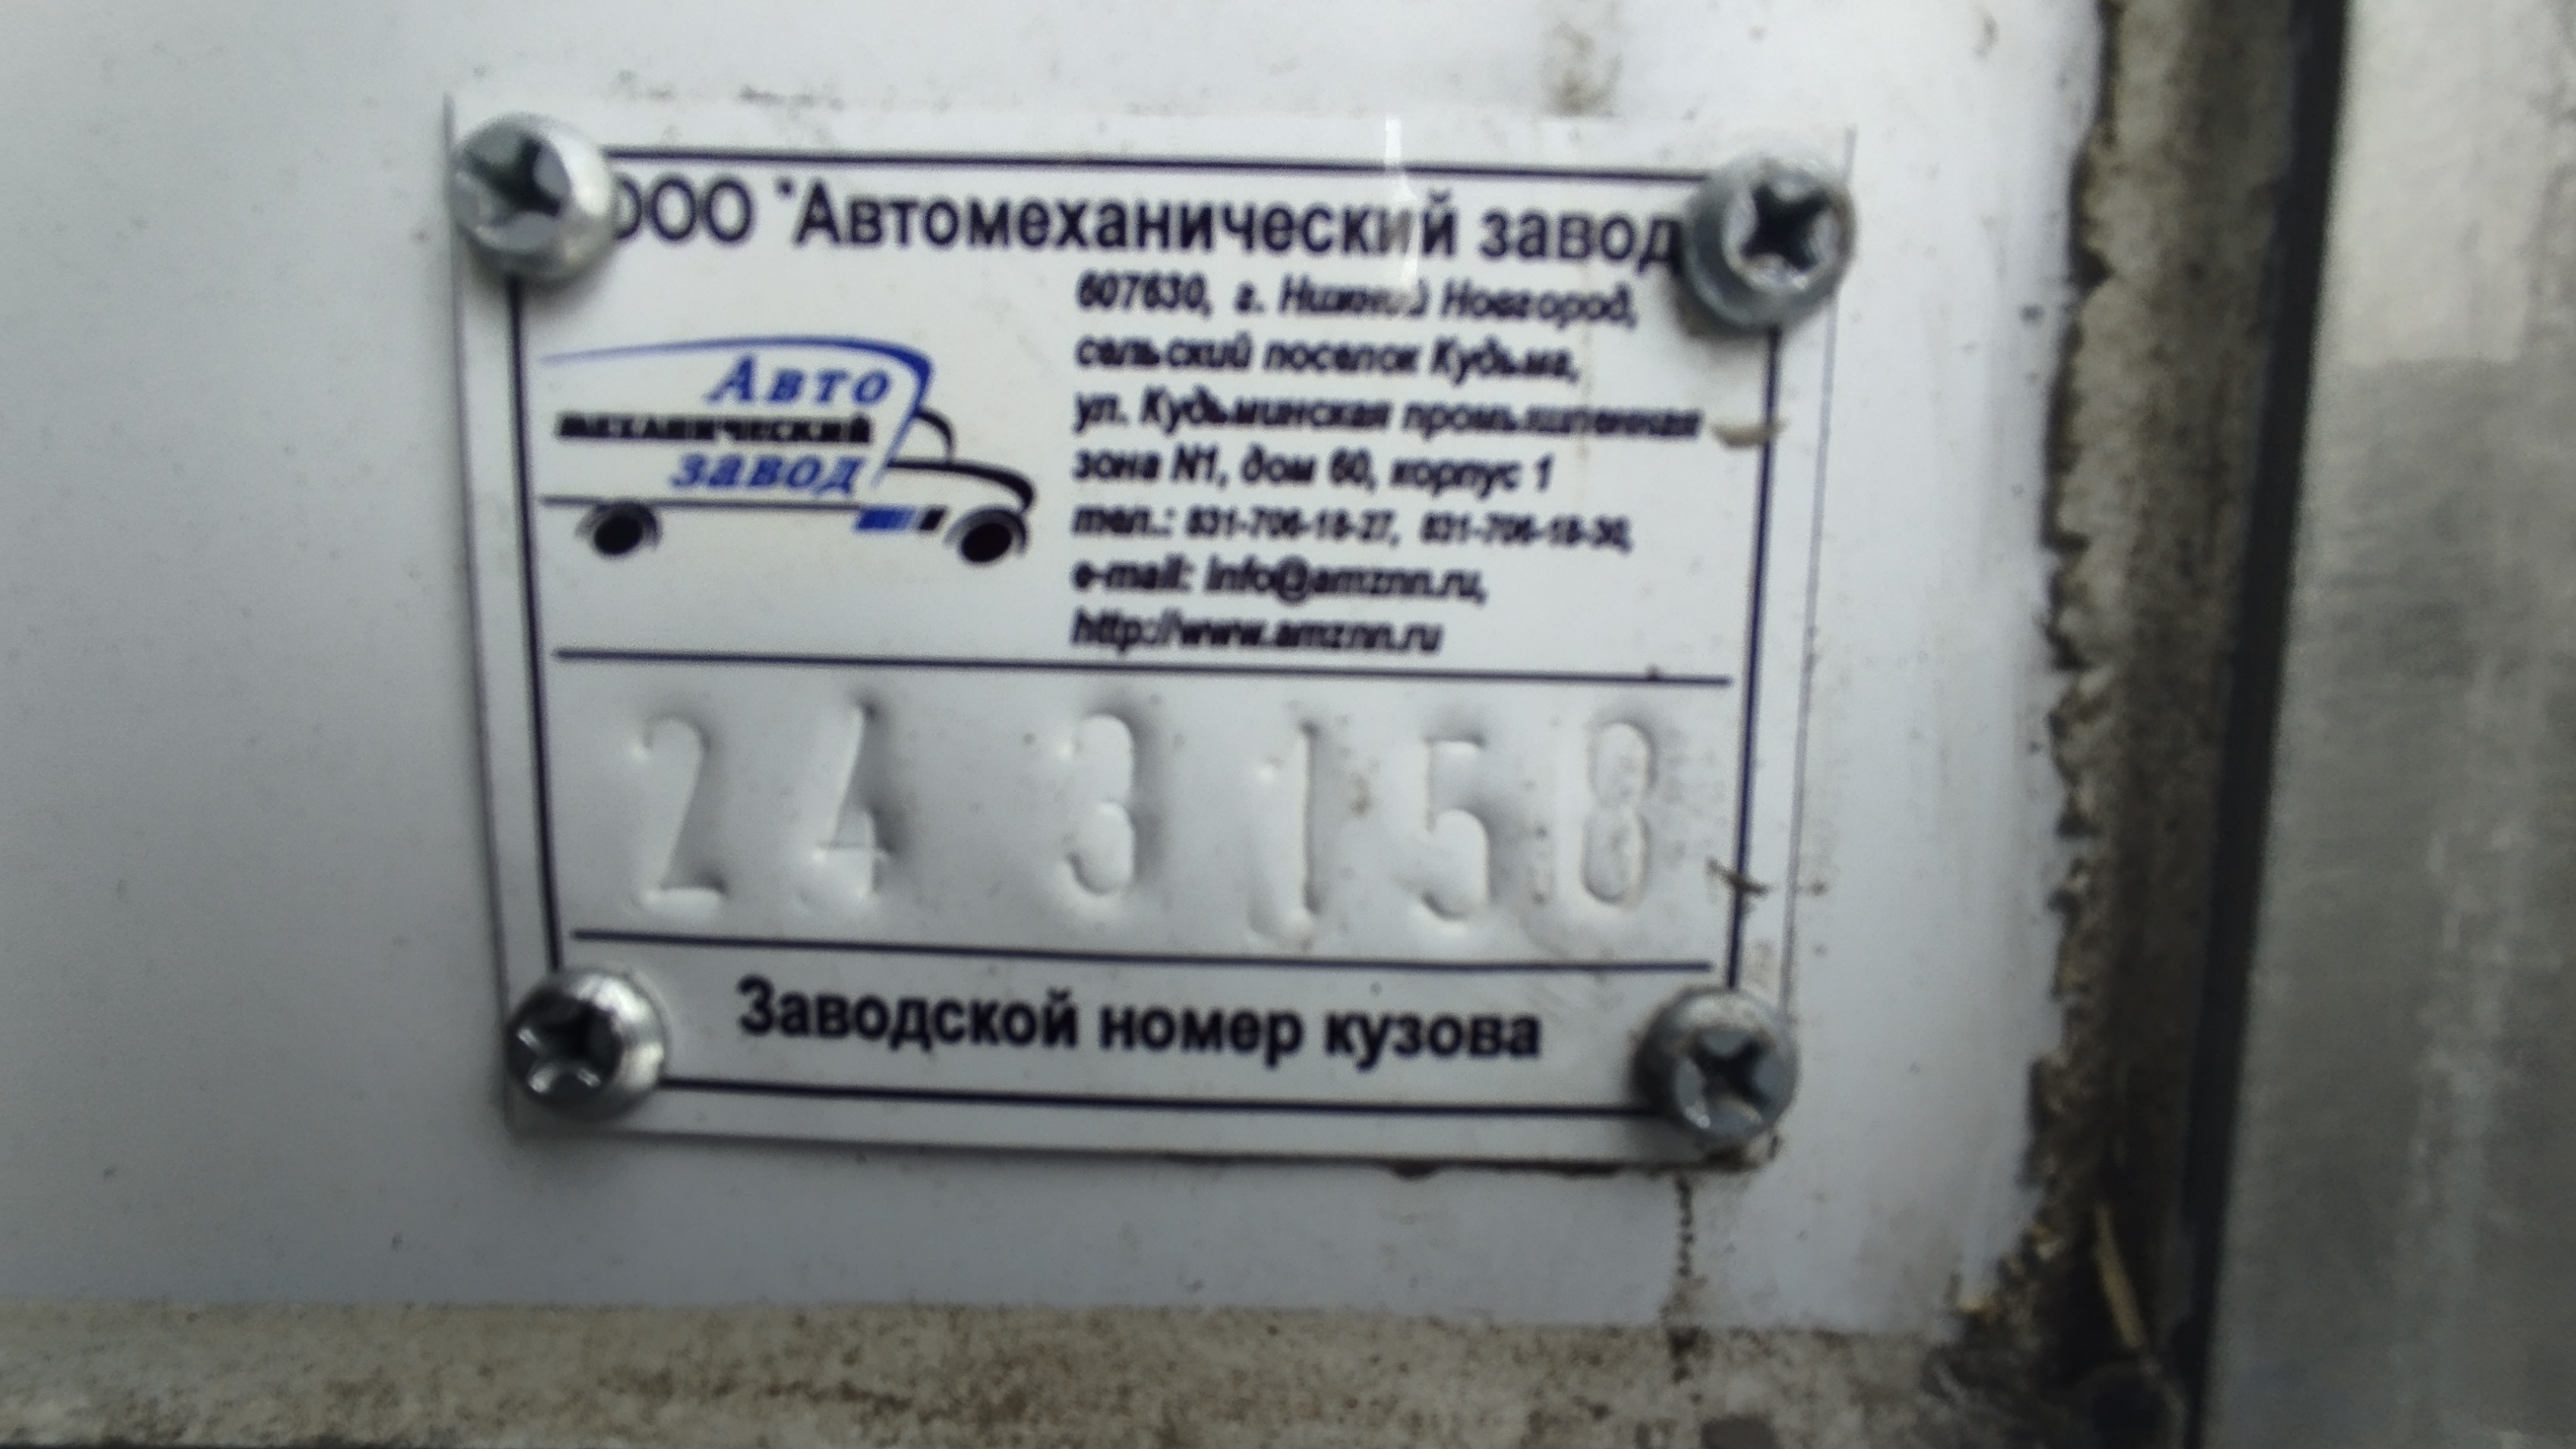 ООО "Автомеханический завод
607630, г. Нижний Новгород,
сельский поселок Кудьма,
ул. Кудьминская промышленная
зона N1, дом 60, корпус 1
тел.: 831-706-18-27, 831-706-18-30,
e-mail: info@amznn.ru,
http://www.amznn.ru
Авто
механический
завод
24 3 158
Заводской номер кузова